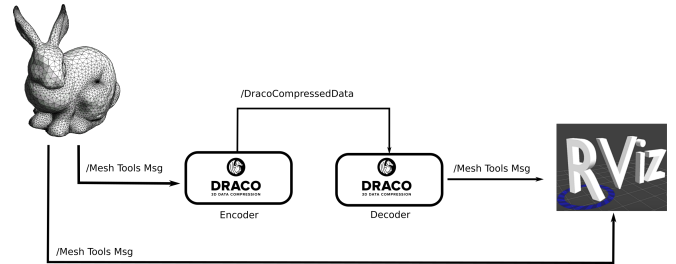 /DracoCompressedData
/Mesh Tools Msg
DRACO
3D DATA COMPRESSION
Encoder
DRACO
3D DATA COMPRESSION
Decoder
/Mesh Tools Msg
RViz
/Mesh Tools Msg